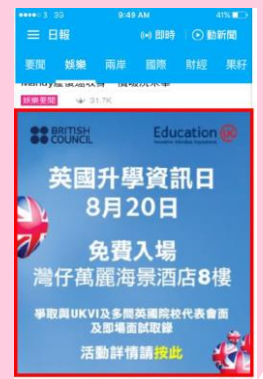 3 3G 9:49 AM 41%
日報 即時 動新聞
要聞 娛樂 兩岸 國際 財經 果籽
娛樂要聞 31.7K
BRITISH COUNCIL Education
英國升學資訊日
8月20日
免費入場
灣仔萬麗海景酒店8樓
爭取與UKVI及多間英國院校代表會面
及即場面試取錄
活動詳情請按此